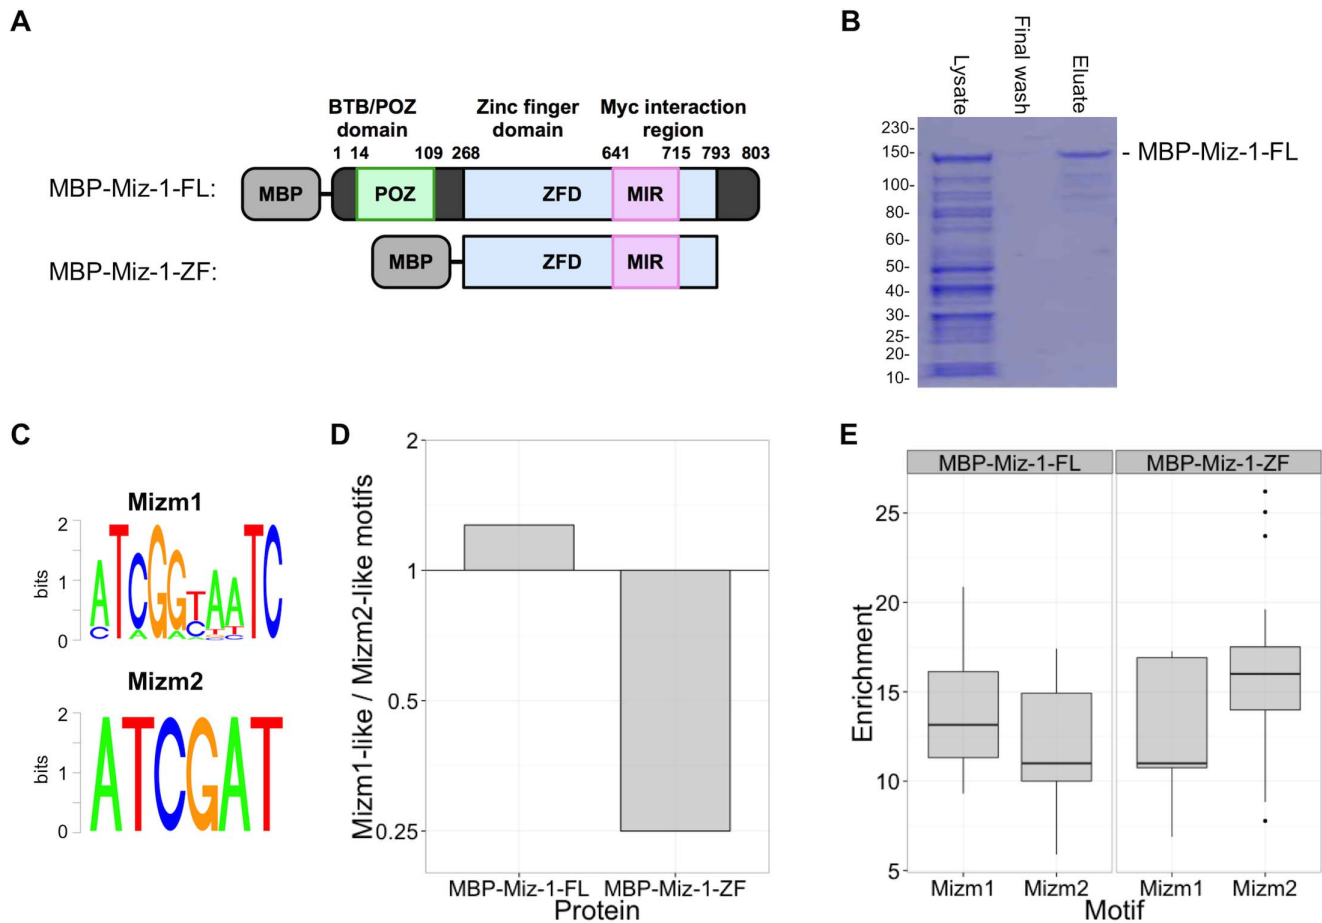 A
BTB/POZ
domain
Zinc finger
domain
Myc interaction
region
1 14 109 268 641 715 793 803
MBP-Miz-1-FL:
MBP
POZ
ZFD
MIR
MBP-Miz-1-ZF:
MBP
ZFD
MIR
B
Lysate
Final wash
Eluate
230-
150-
100-
80-
60-
50-
40-
30-
25-
20-
10-
- MBP-Miz-1-FL
C
Mizm1
2
1
0
bits
ATCGGTAATC
C A A C T T
A C C
Mizm2
2
1
0
bits
ATCGAT
D
Mizm1-like / Mizm2-like motifs
2
1
0.5
0.25
MBP-Miz-1-FL MBP-Miz-1-ZF
Protein
E
MBP-Miz-1-FL MBP-Miz-1-ZF
Enrichment
25
20
15
10
5
Mizm1 Mizm2 Mizm1 Mizm2
Motif